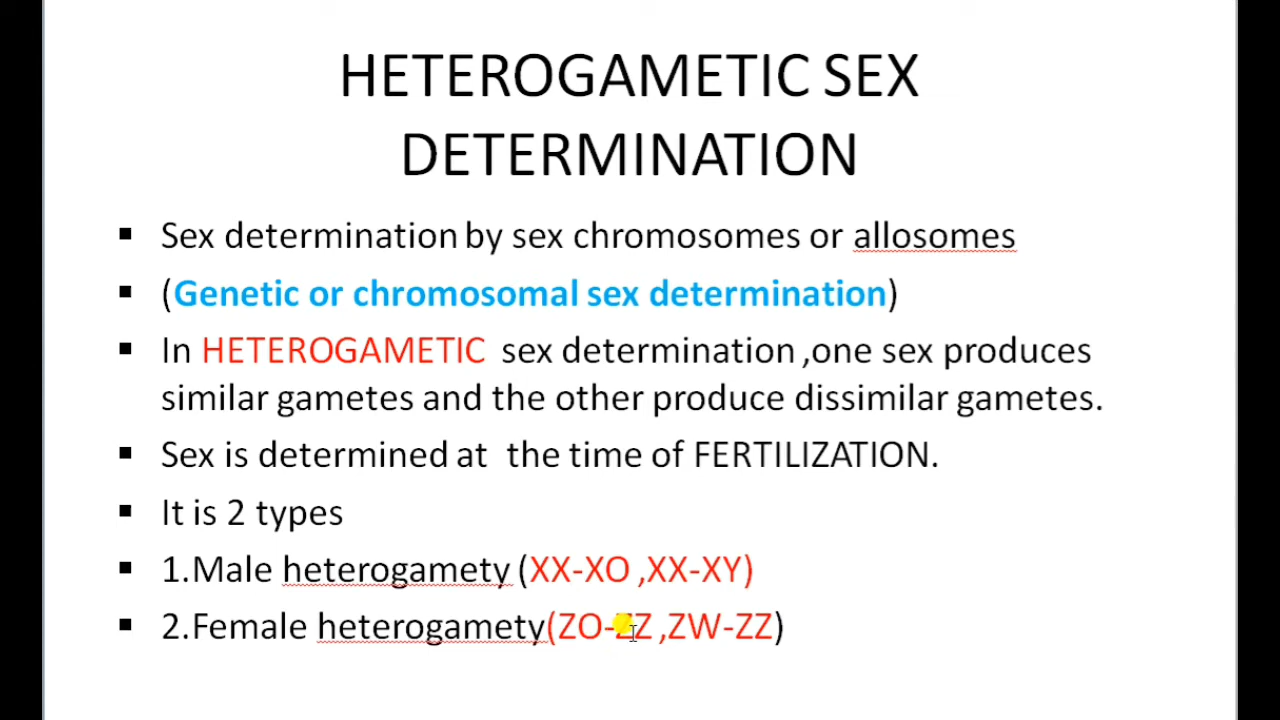 HETEROGAMETIC SEX
DETERMINATION
▪ Sex determination by sex chromosomes or allosomes
▪ (Genetic or chromosomal sex determination)
▪ In HETEROGAMETIC sex determination ,one sex produces
similar gametes and the other produce dissimilar gametes.
▪ Sex is determined at the time of FERTILIZATION.
▪ It is 2 types
▪ 1.Male heterogamety (XX-XO ,XX-XY)
▪ 2.Female heterogamety(ZO-ZZ ,ZW-ZZ)